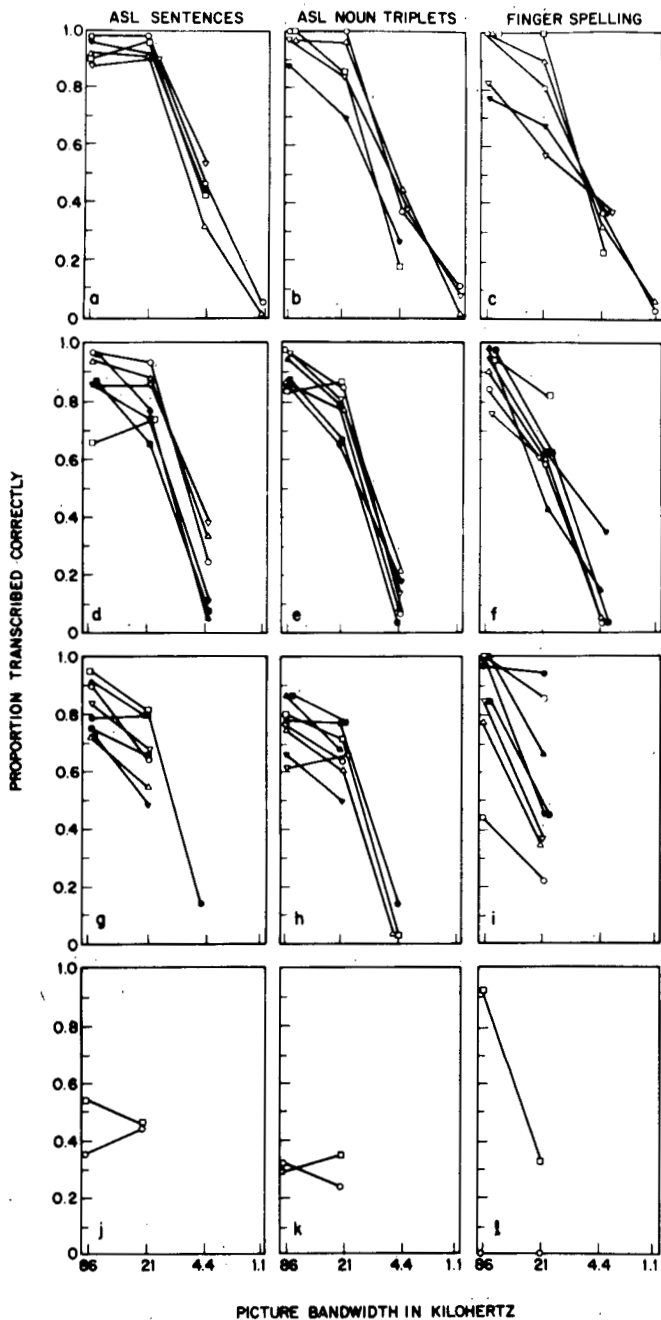 ASL SENTENCES
ASL NOUN TRIPLETS
FINGER SPELLING
1.0
0.8
0.6
0.4
0.2
0
a
b
c
1.0
0.8
0.6
0.4
0.2
0
d
e
f
PROPORTION TRANSCRIBED CORRECTLY
1.0
0.8
0.6
0.4
0.2
0
g
h
i
1.0
0.8
0.6
0.4
0.2
0
j
k
l
86 21 4.4 1.1
86 21 4.4 1.1
86 21 4.4 1.1
PICTURE BANDWIDTH IN KILOHERTZ